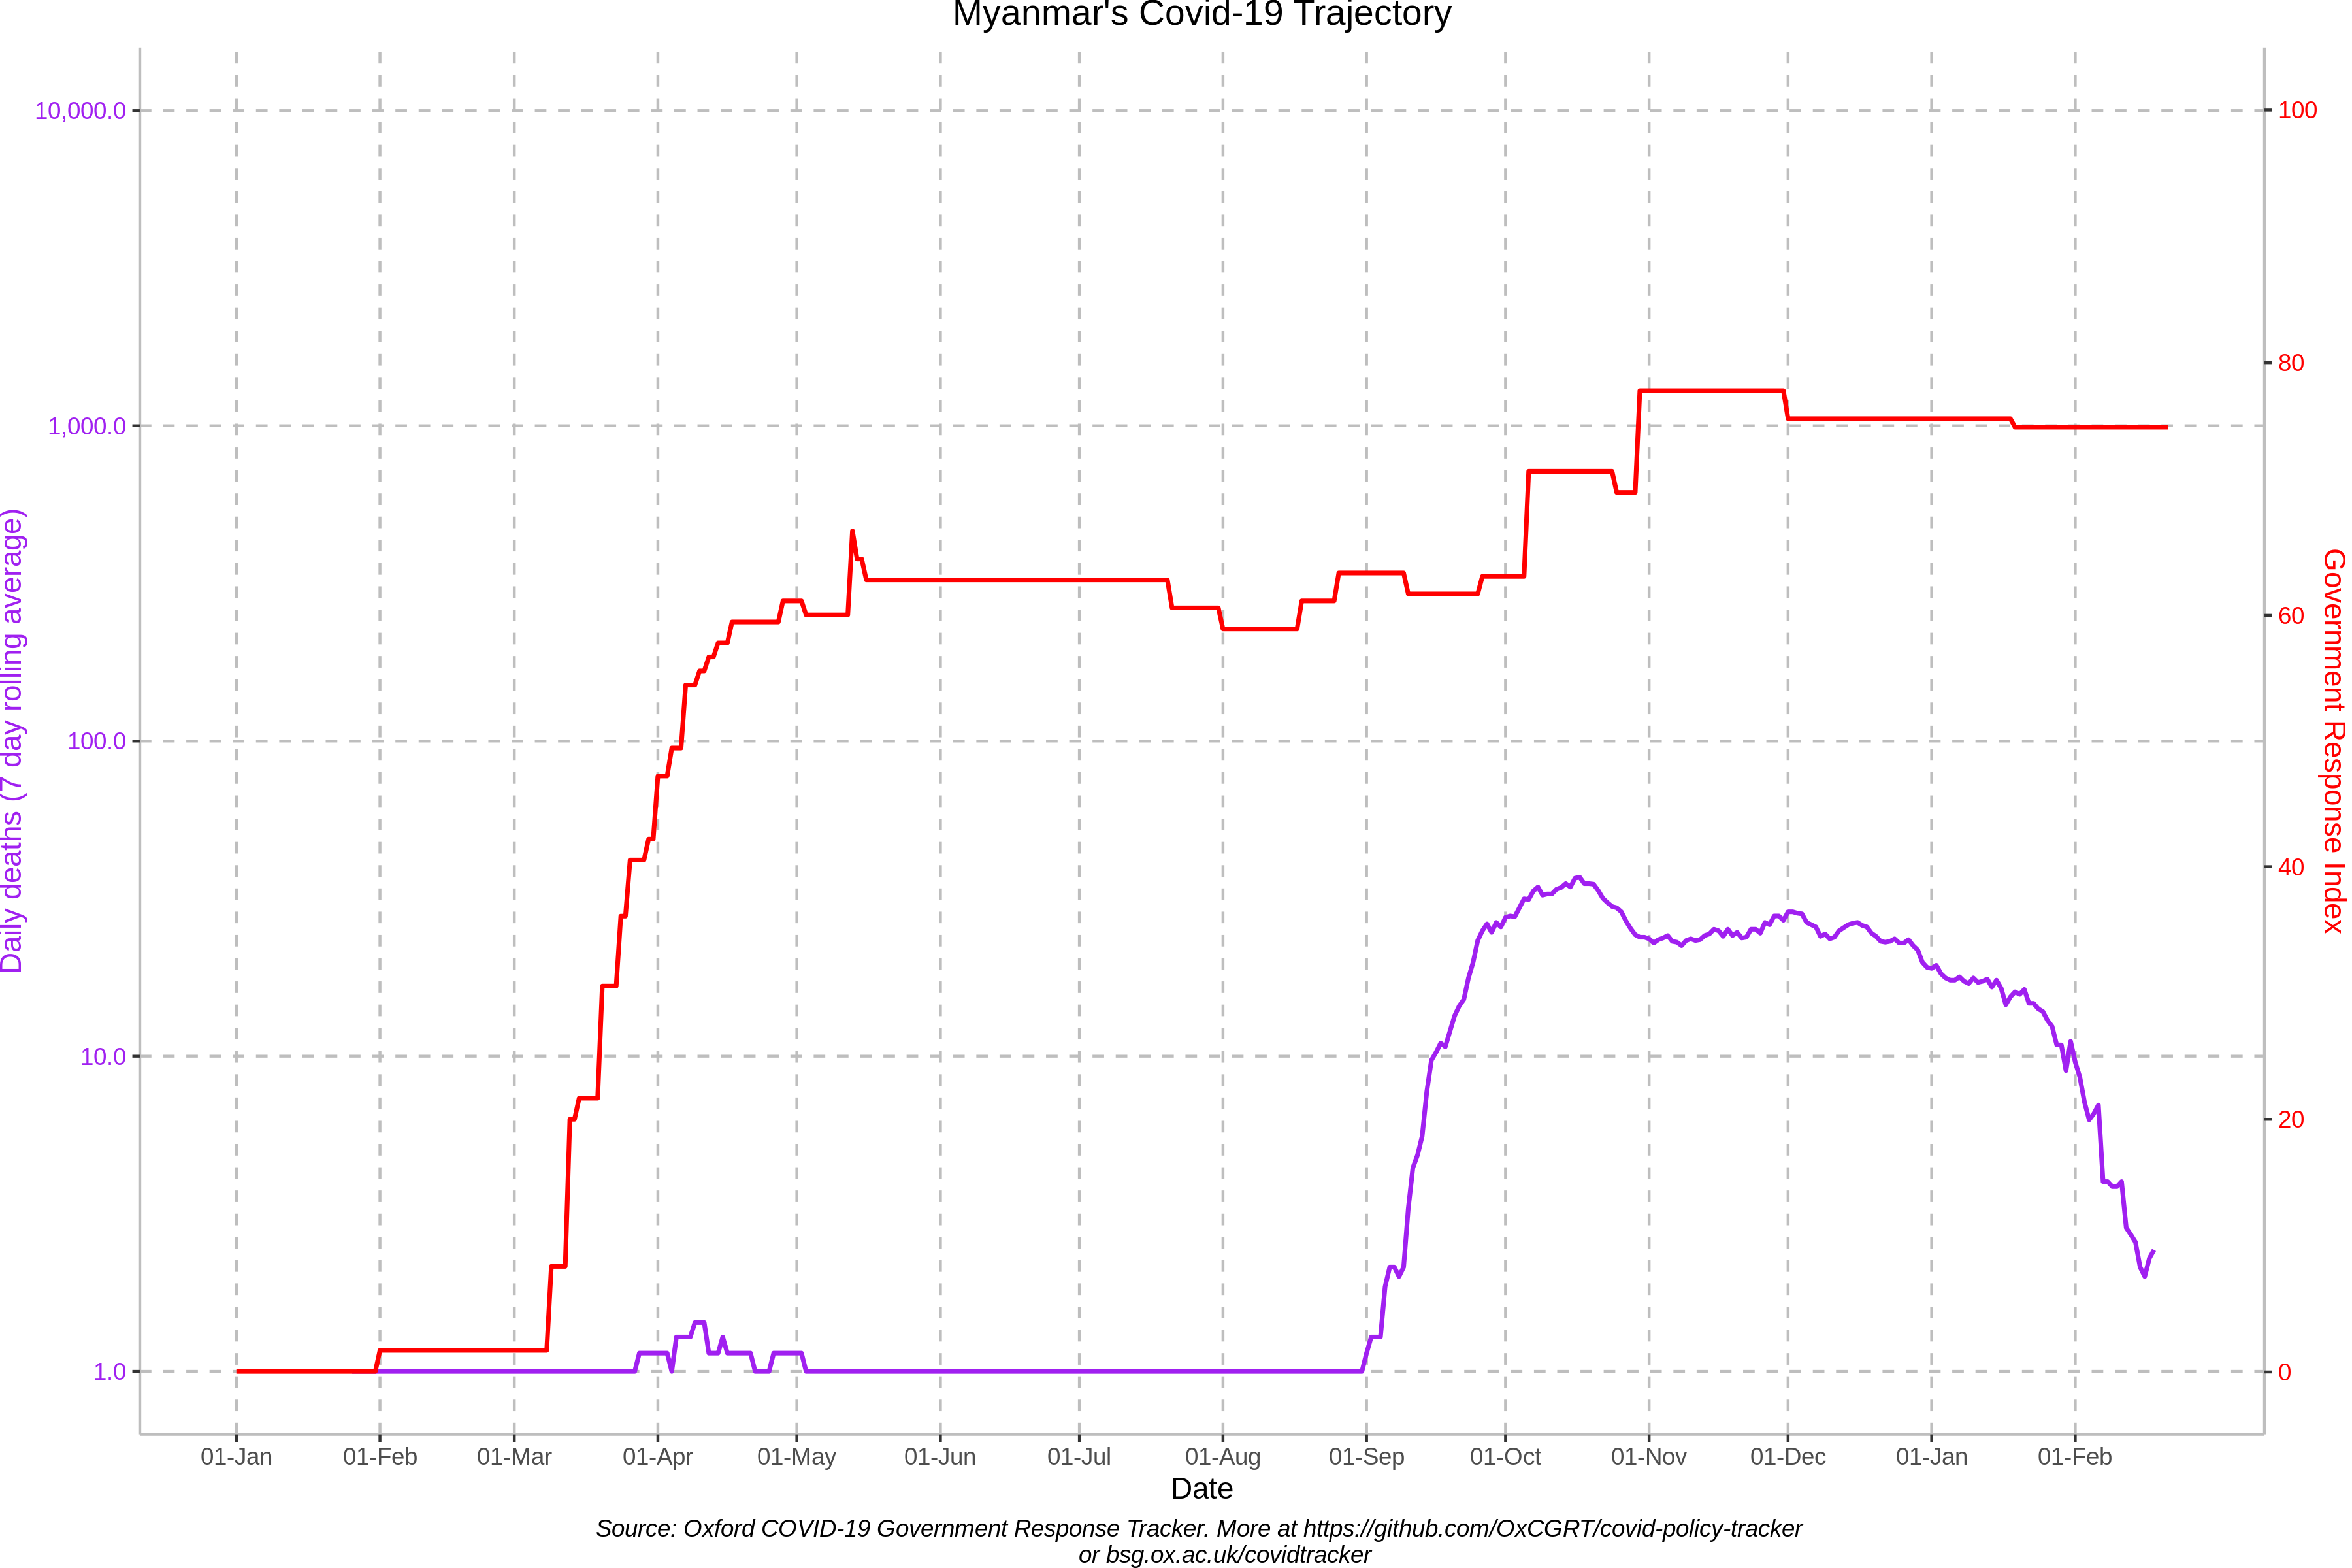 Myanmar's Covid-19 Trajectory
10,000.0
1,000.0
100.0
10.0
1.0
Daily deaths (7 day rolling average)
100
80
60
40
20
0
Government Response Index
01-Jan 01-Feb 01-Mar 01-Apr 01-May 01-Jun 01-Jul 01-Aug 01-Sep 01-Oct 01-Nov 01-Dec 01-Jan 01-Feb
Date
Source: Oxford COVID-19 Government Response Tracker. More at https://github.com/OxCGRT/covid-policy-tracker
or bsg.ox.ac.uk/covidtracker